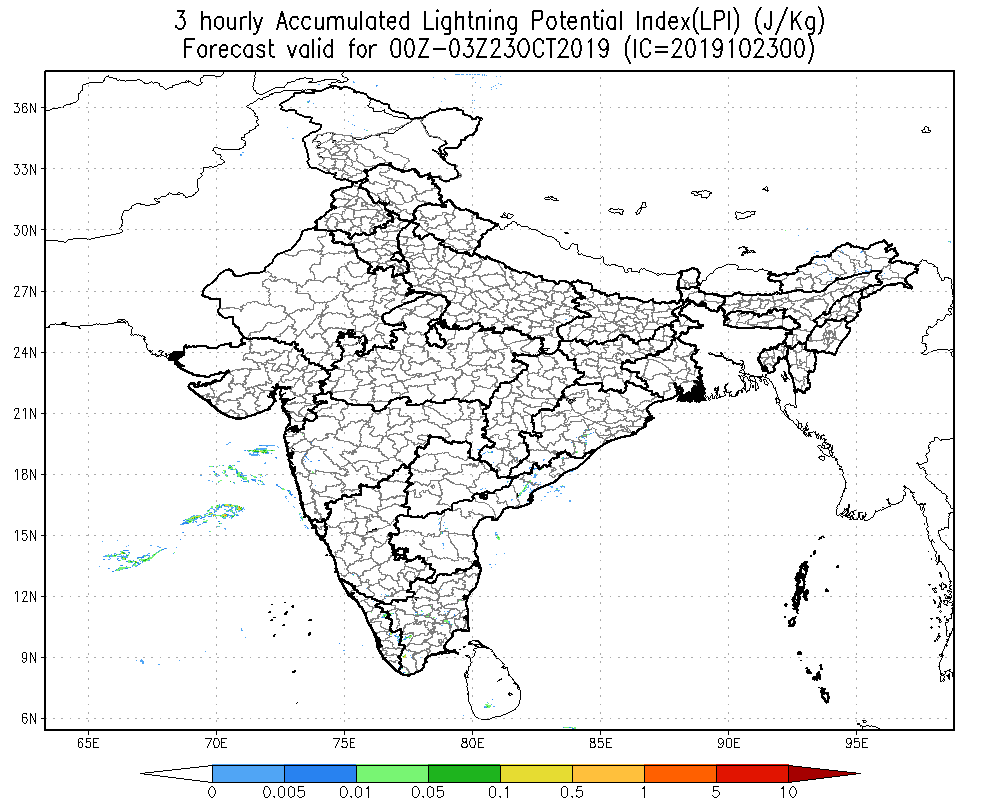 3 hourly Accumulated Lightning Potential Index(LPI) (J/Kg)
Forecast valid for 00Z-03Z23OCT2019 (IC=2019102300)
36N
33N
30N
27N
24N
21N
18N
15N
12N
9N
6N
65E 70E 75E 80E 85E 90E 95E
0 0.005 0.01 0.05 0.1 0.5 1 5 10